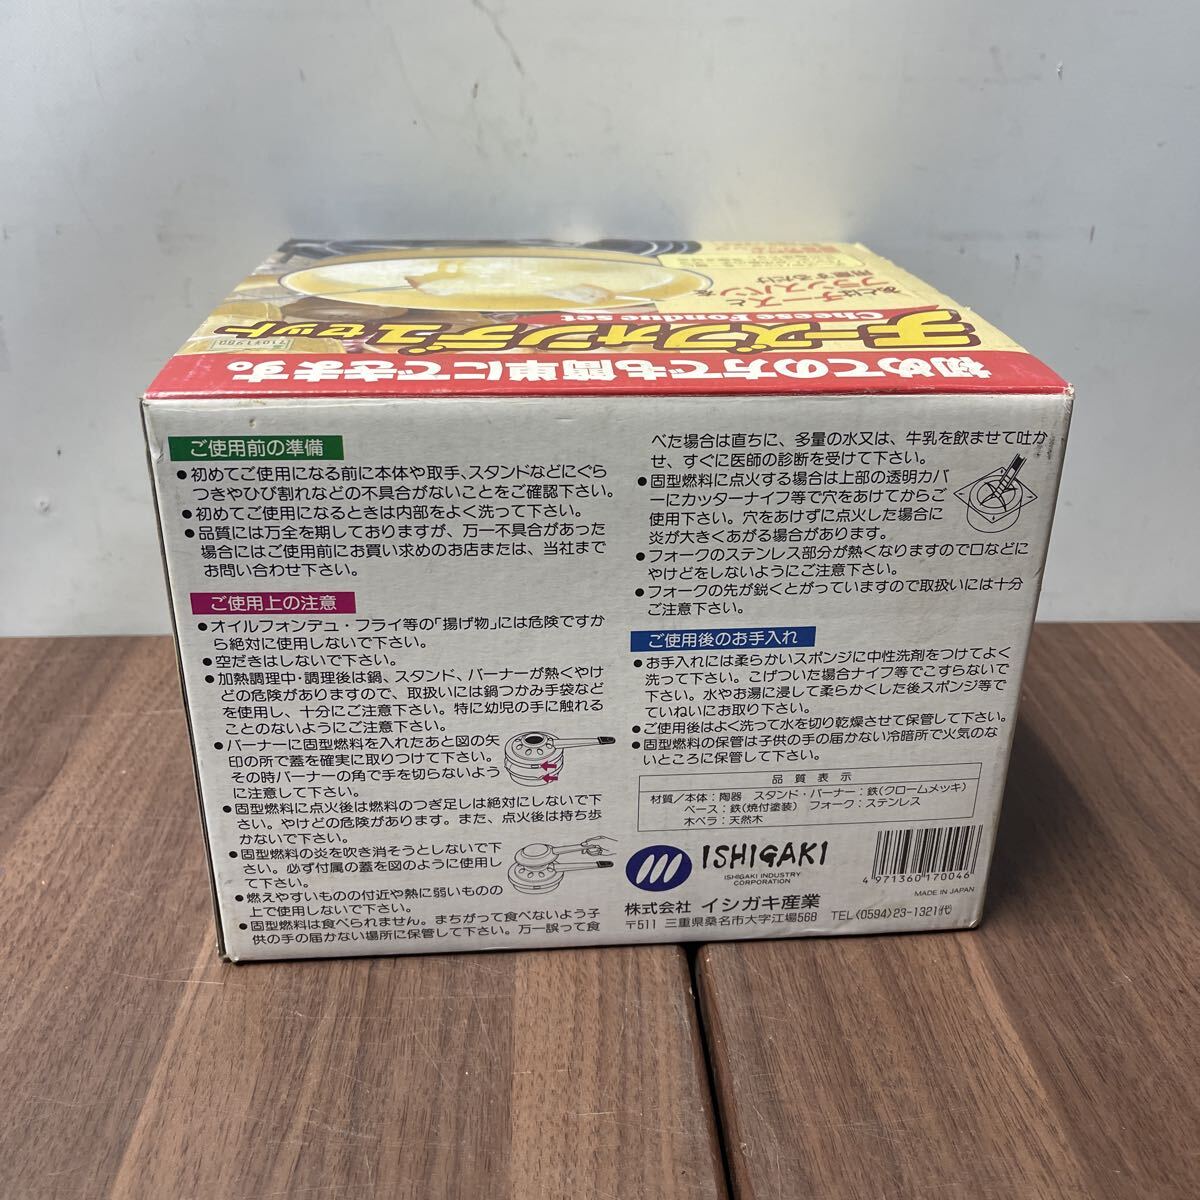 あとはチーズと
フランスパンを
用意するだけ
Cheese Fondue set
チーズフォンデュセット
初めての方でも簡単にできます。
ご使用前の準備
●初めてご使用になる前に本体や取手、スタンドなどにぐら
つきやひび割れなどの不具合がないことをご確認下さい。
●初めてご使用になるときは内部をよく洗って下さい。
●品質には万全を期しておりますが、万一不具合があった
場合にはご使用前にお買い求めのお店または、当社まで
お問い合わせ下さい。
ご使用上の注意
●オイルフォンデュ・フライ等の「揚げ物」には危険ですか
ら絶対に使用しないで下さい。
●空だきはしないで下さい。
●加熱調理中・調理後は鍋、スタンド、バーナーが熱くやけ
どの危険がありますので、取扱いには鍋つかみ手袋など
を使用し、十分にご注意下さい。特に幼児の手に触れる
ことのないようにご注意下さい。
●バーナーに固型燃料を入れたあと図の矢
印の所で蓋を確実に取りつけて下さい。
その時バーナーの角で手を切らないよう
に注意して下さい。
●固型燃料に点火後は燃料のつぎ足しは絶対にしないで下
さい。やけどの危険があります。また、点火後は持ち歩
かないで下さい。
●固型燃料の炎を吹き消そうとしないで下
さい。必ず付属の蓋を図のように使用し
て下さい。
●燃えやすいものの付近や熱に弱いものの
上で使用しないで下さい。
●固型燃料は食べられません。まちがって食べないよう子
供の手の届かない場所に保管して下さい。万一誤って食
べた場合は直ちに、多量の水又は、牛乳を飲ませて吐か
せ、すぐに医師の診断を受けて下さい。
●固型燃料に点火する場合は上部の透明カバ
ーにカッターナイフ等で穴をあけてからご
使用下さい。穴をあけずに点火した場合に
炎が大きくあがる場合があります。
●フォークのステンレス部分が熱くなりますので口などに
やけどをしないようにご注意下さい。
●フォークの先が鋭くとがっていますので取扱いには十分
ご注意下さい。
ご使用後のお手入れ
●お手入れには柔らかいスポンジに中性洗剤をつけてよく
洗って下さい。こげついた場合ナイフ等でこすらないで
下さい。水やお湯に浸して柔らかくした後スポンジ等で
ていねいにお取り下さい。
●ご使用後はよく洗って水を切り乾燥させて保管して下さい。
●固型燃料の保管は子供の手の届かない冷暗所で火気のな
いところに保管して下さい。
品質表示
材質／本体：陶器 スタンド・バーナー：鉄(クロームメッキ)
ベース：鉄(焼付塗装) フォーク：ステンレス
木ベラ：天然木
ISHIGAKI
ISHIGAKI INDUSTRY
CORPORATION
4 971360 170046
MADE IN JAPAN
株式会社 イシガキ産業
〒511 三重県桑名市大字江場568 TEL〈0594〉23-1321(代)